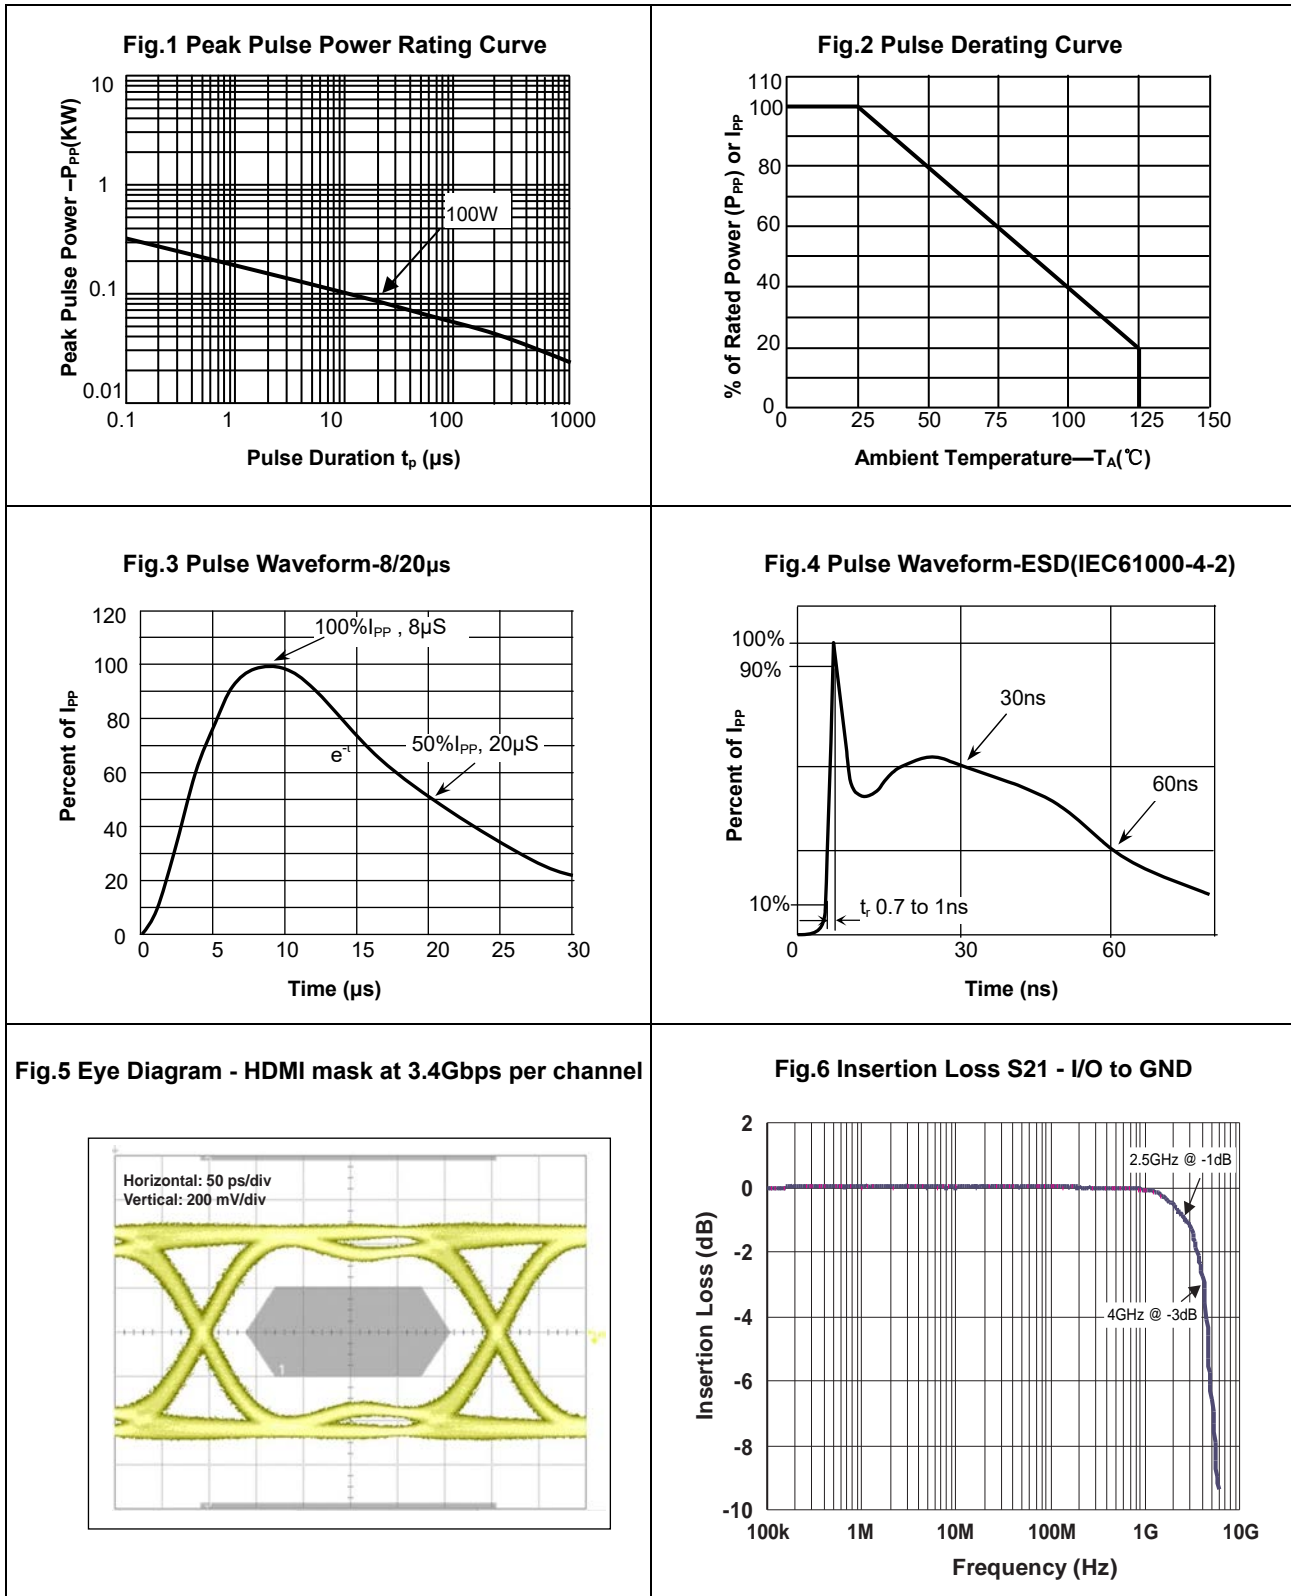 Fig.1 Peak Pulse Power Rating Curve
Peak Pulse Power –PPP(KW)
10
1
0.1
0.01
100W
0.1 1 10 100 1000
Pulse Duration tp (µs)
Fig.2 Pulse Derating Curve
% of Rated Power (PPP) or IPP
110
100
80
60
40
20
0
25 50 75 100 125 150
Ambient Temperature—TA(℃)
Fig.3 Pulse Waveform-8/20µs
Percent of IPP
120
100
80
60
40
20
0
100%IPP , 8µS
e-t
50%IPP, 20µS
0 5 10 15 20 25 30
Time (µs)
Fig.4 Pulse Waveform-ESD(IEC61000-4-2)
Percent of IPP
100%
90%
10%
30ns
60ns
tr 0.7 to 1ns
0 30 60
Time (ns)
Fig.5 Eye Diagram - HDMI mask at 3.4Gbps per channel
Horizontal: 50 ps/div
Vertical: 200 mV/div
1
Fig.6 Insertion Loss S21 - I/O to GND
Insertion Loss (dB)
2
0
-2
-4
-6
-8
-10
2.5GHz @ -1dB
4GHz @ -3dB
100k 1M 10M 100M 1G 10G
Frequency (Hz)